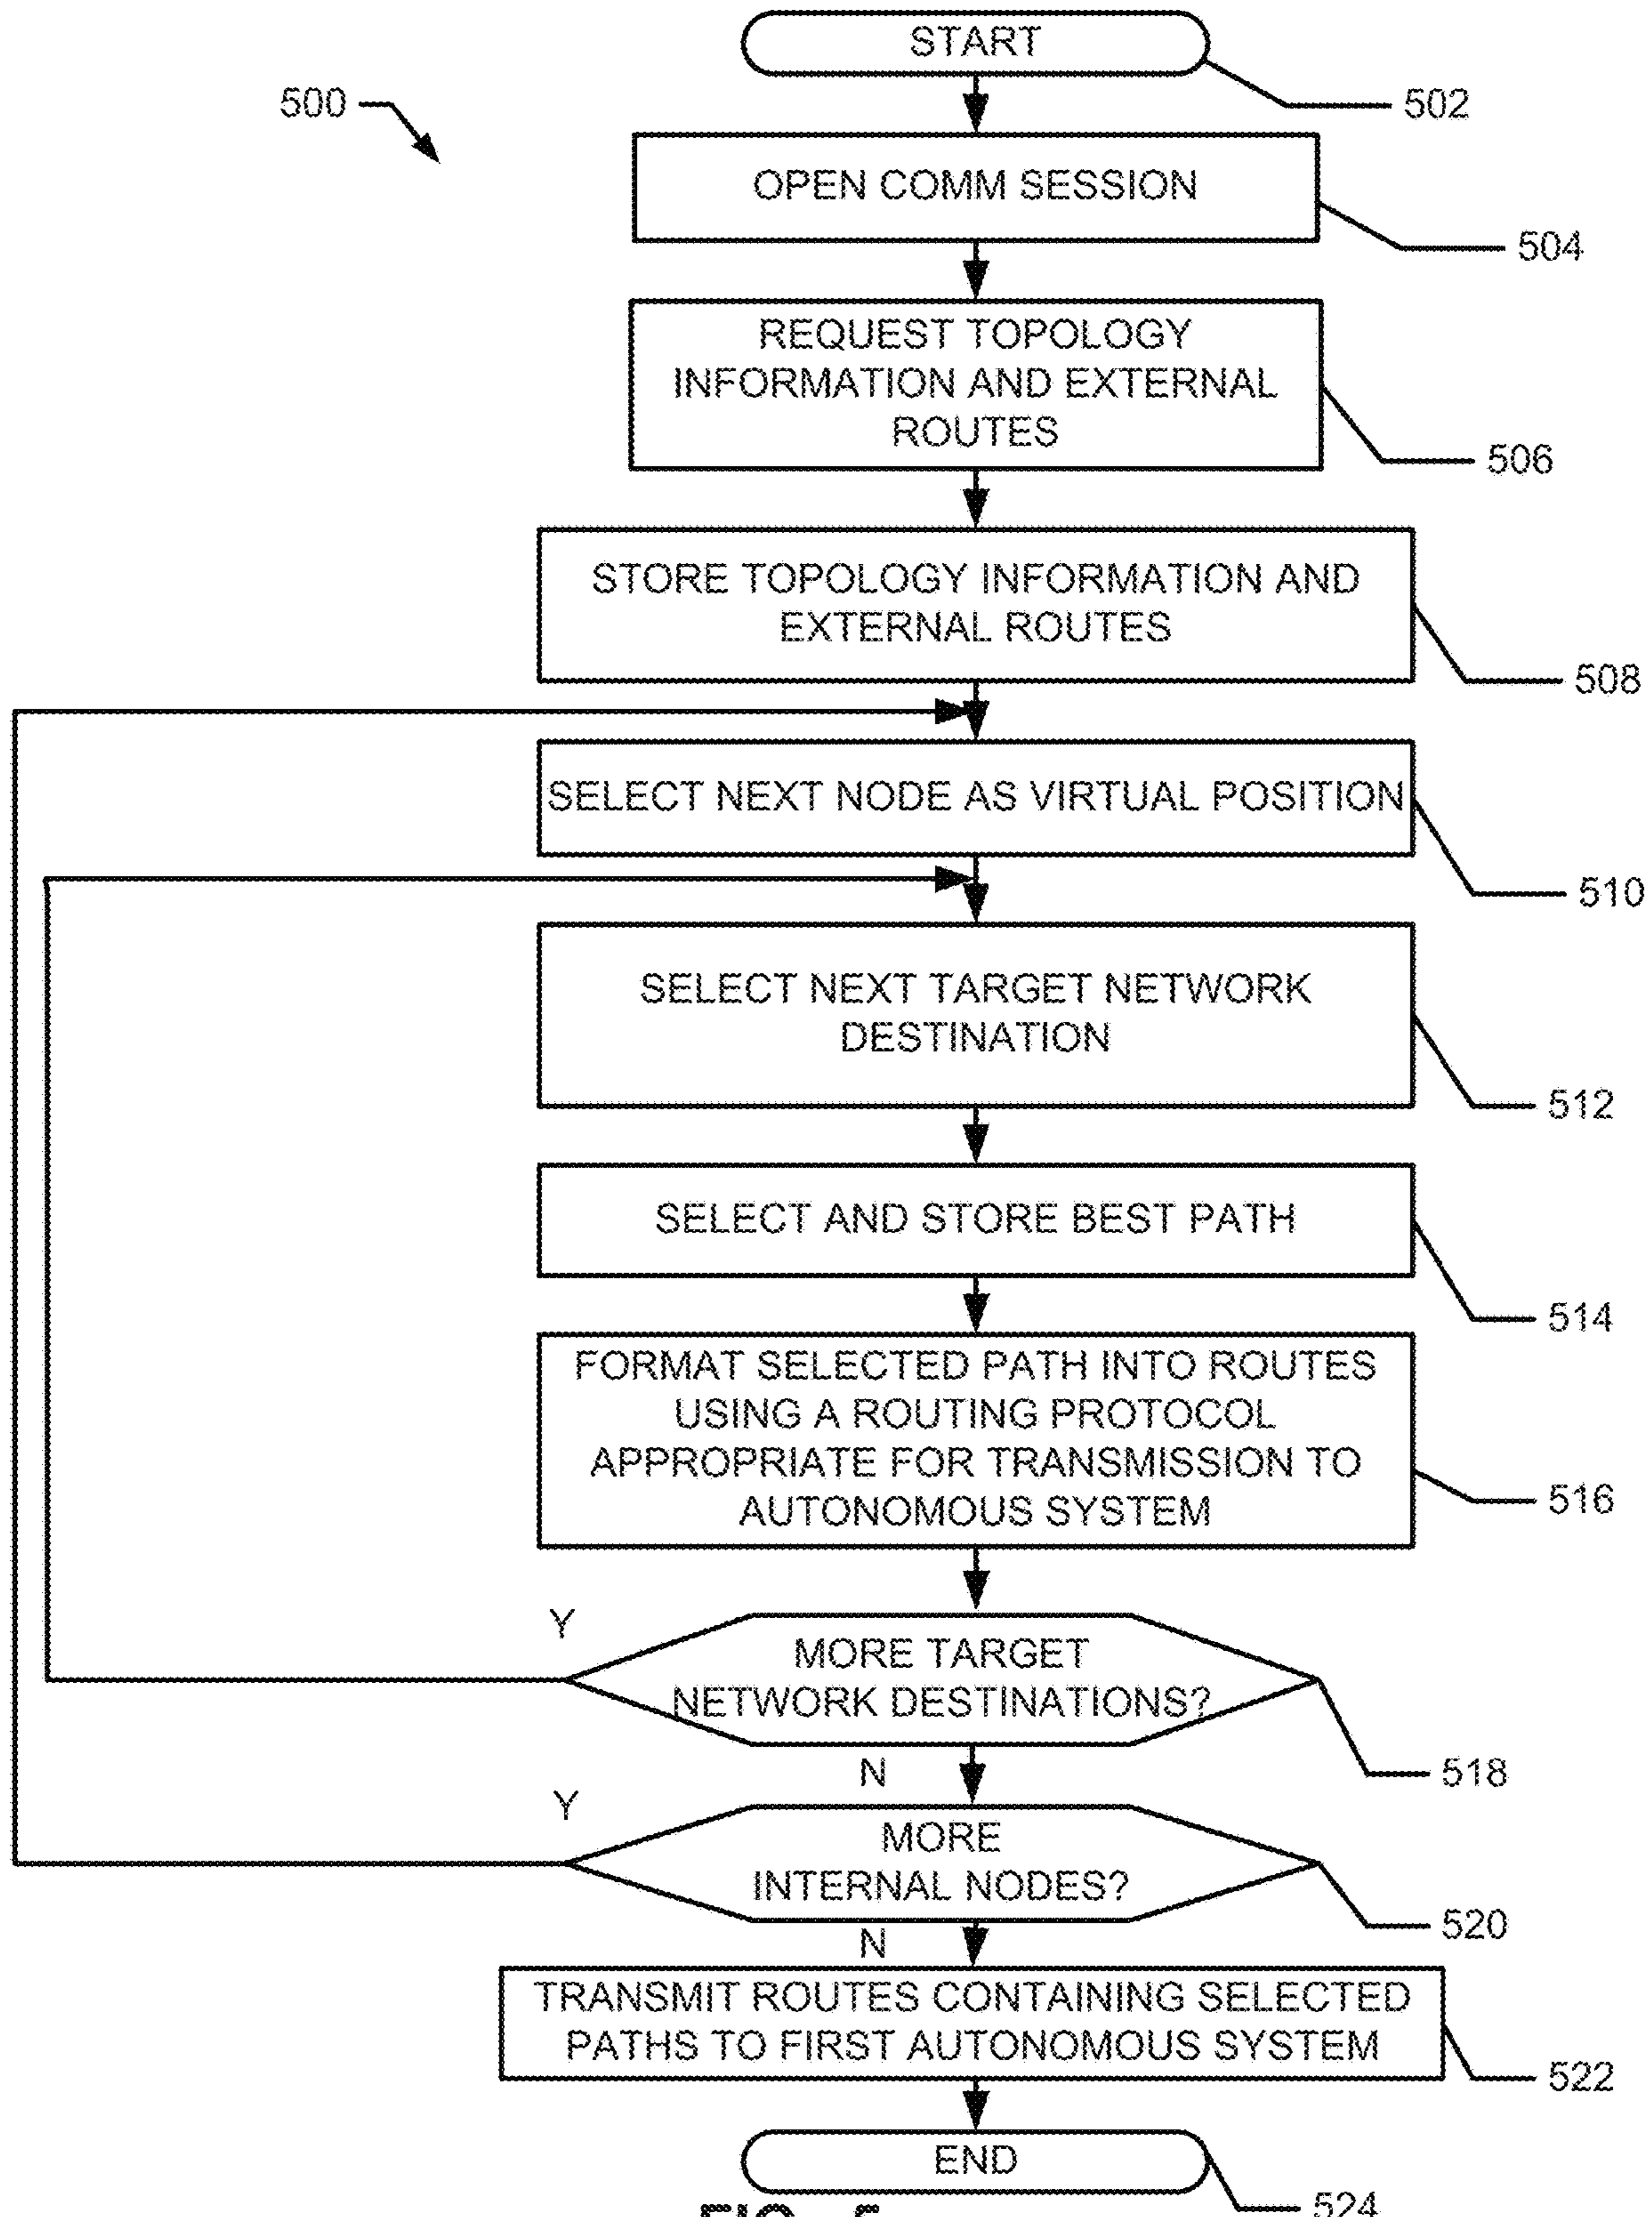 START
500
502
OPEN COMM SESSION
504
REQUEST TOPOLOGY
INFORMATION AND EXTERNAL
ROUTES
506
STORE TOPOLOGY INFORMATION AND
EXTERNAL ROUTES
508
SELECT NEXT NODE AS VIRTUAL POSITION
510
SELECT NEXT TARGET NETWORK
DESTINATION
512
SELECT AND STORE BEST PATH
514
FORMAT SELECTED PATH INTO ROUTES
USING A ROUTING PROTOCOL
APPROPRIATE FOR TRANSMISSION TO
AUTONOMOUS SYSTEM
516
Y
MORE TARGET
NETWORK DESTINATIONS?
518
N
Y
MORE
INTERNAL NODES?
520
N
TRANSMIT ROUTES CONTAINING SELECTED
PATHS TO FIRST AUTONOMOUS SYSTEM
522
END
524